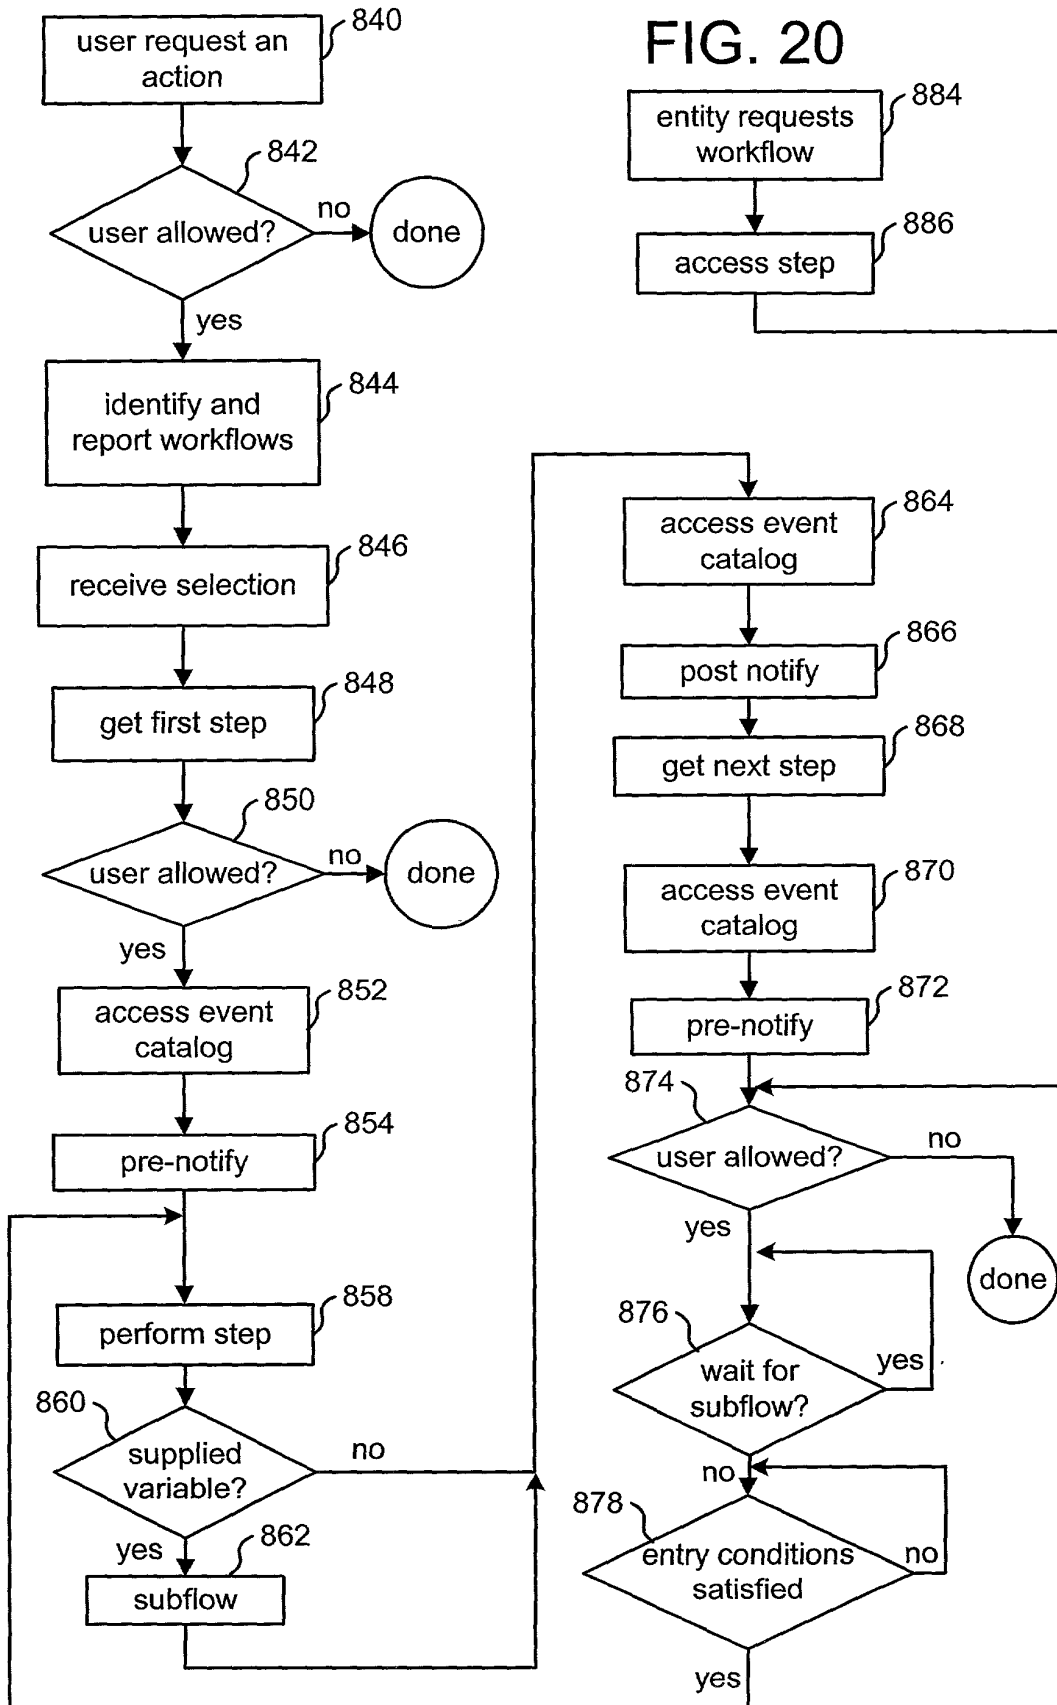 FIG. 20
840
user request an
action
842
user allowed?
no
done
yes
844
identify and
report workflows
846
receive selection
848
get first step
850
user allowed?
no
done
yes
852
access event
catalog
854
pre-notify
858
perform step
860
supplied
variable?
no
yes
862
subflow
884
entity requests
workflow
886
access step
864
access event
catalog
866
post notify
868
get next step
870
access event
catalog
872
pre-notify
874
user allowed?
no
done
yes
876
wait for
subflow?
yes
no
878
entry conditions
satisfied
no
yes